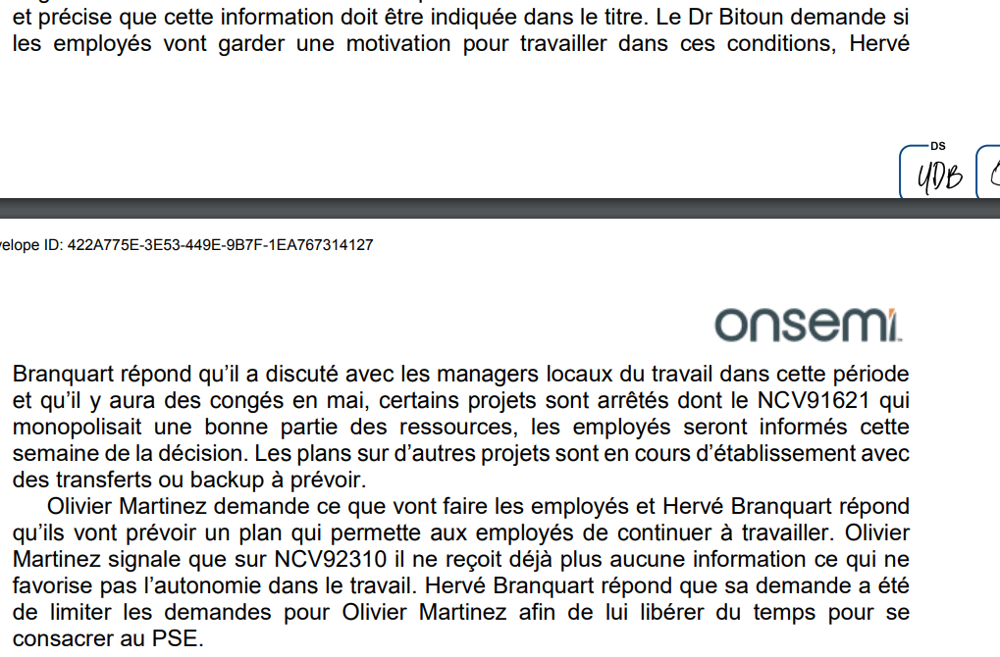 et précise que cette information doit être indiquée dans le titre. Le Dr Bitoun demande si
les employés vont garder une motivation pour travailler dans ces conditions, Hervé
DS
YDB
velope ID: 422A775E-3E53-449E-9B7F-1EA767314127
onsemi
Branquart répond qu’il a discuté avec les managers locaux du travail dans cette période
et qu’il y aura des congés en mai, certains projets sont arrêtés dont le NCV91621 qui
monopolisait une bonne partie des ressources, les employés seront informés cette
semaine de la décision. Les plans sur d’autres projets sont en cours d’établissement avec
des transferts ou backup à prévoir.
Olivier Martinez demande ce que vont faire les employés et Hervé Branquart répond
qu’ils vont prévoir un plan qui permette aux employés de continuer à travailler. Olivier
Martinez signale que sur NCV92310 il ne reçoit déjà plus aucune information ce qui ne
favorise pas l’autonomie dans le travail. Hervé Branquart répond que sa demande a été
de limiter les demandes pour Olivier Martinez afin de lui libérer du temps pour se
consacrer au PSE.